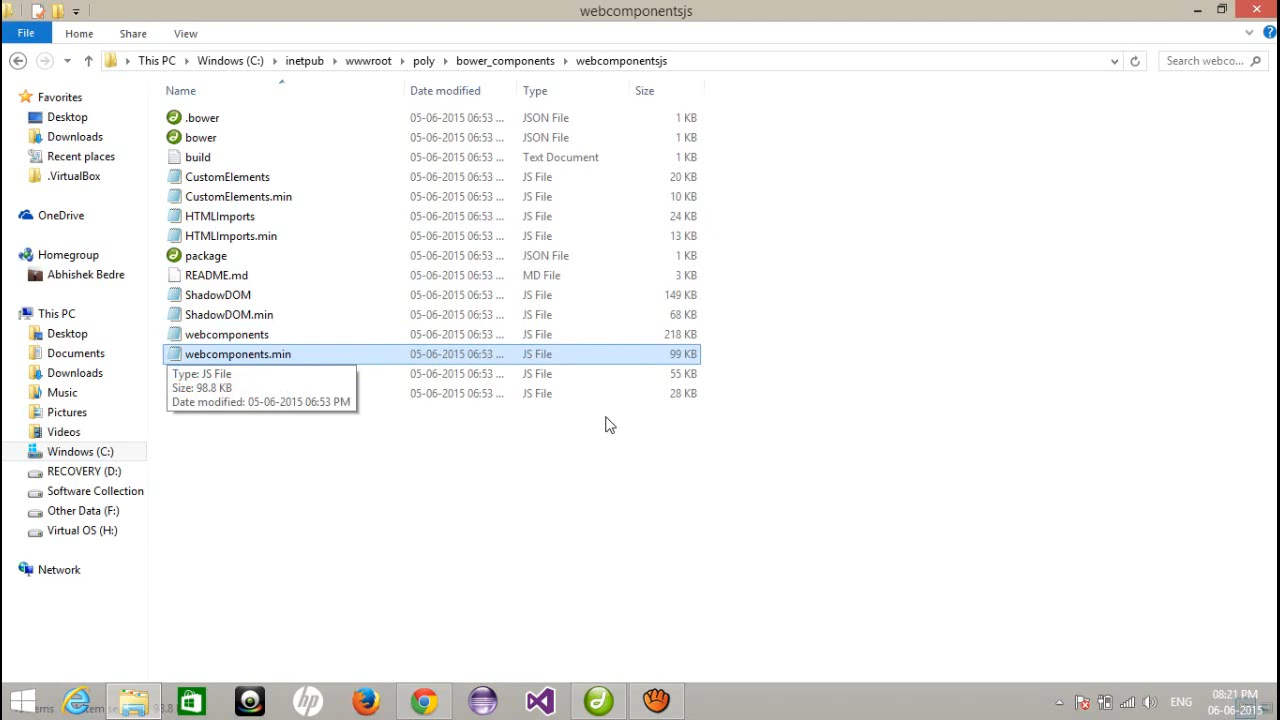 webcomponentsjs
File Home Share View
This PC Windows (C:) inetpub wwwroot poly bower_components webcomponentsjs Search webco...
Name Date modified Type Size
Favorites
Desktop
Downloads
Recent places
.VirtualBox
OneDrive
Homegroup
Abhishek Bedre
This PC
Desktop
Documents
Downloads
Music
Pictures
Videos
Windows (C:)
RECOVERY (D:)
Software Collection
Other Data (F:)
Virtual OS (H:)
Network
.bower 05-06-2015 06:53 ... JSON File 1 KB
bower 05-06-2015 06:53 ... JSON File 1 KB
build 05-06-2015 06:53 ... Text Document 1 KB
CustomElements 05-06-2015 06:53 ... JS File 20 KB
CustomElements.min 05-06-2015 06:53 ... JS File 10 KB
HTMLImports 05-06-2015 06:53 ... JS File 24 KB
HTMLImports.min 05-06-2015 06:53 ... JS File 13 KB
package 05-06-2015 06:53 ... JSON File 1 KB
README.md 05-06-2015 06:53 ... MD File 3 KB
ShadowDOM 05-06-2015 06:53 ... JS File 149 KB
ShadowDOM.min 05-06-2015 06:53 ... JS File 68 KB
webcomponents 05-06-2015 06:53 ... JS File 218 KB
webcomponents.min 05-06-2015 06:53 ... JS File 99 KB
05-06-2015 06:53 ... JS File 55 KB
05-06-2015 06:53 ... JS File 28 KB
Type: JS File
Size: 98.8 KB
Date modified: 05-06-2015 06:53 PM
hp
ENG
08:21 PM
06-06-2015